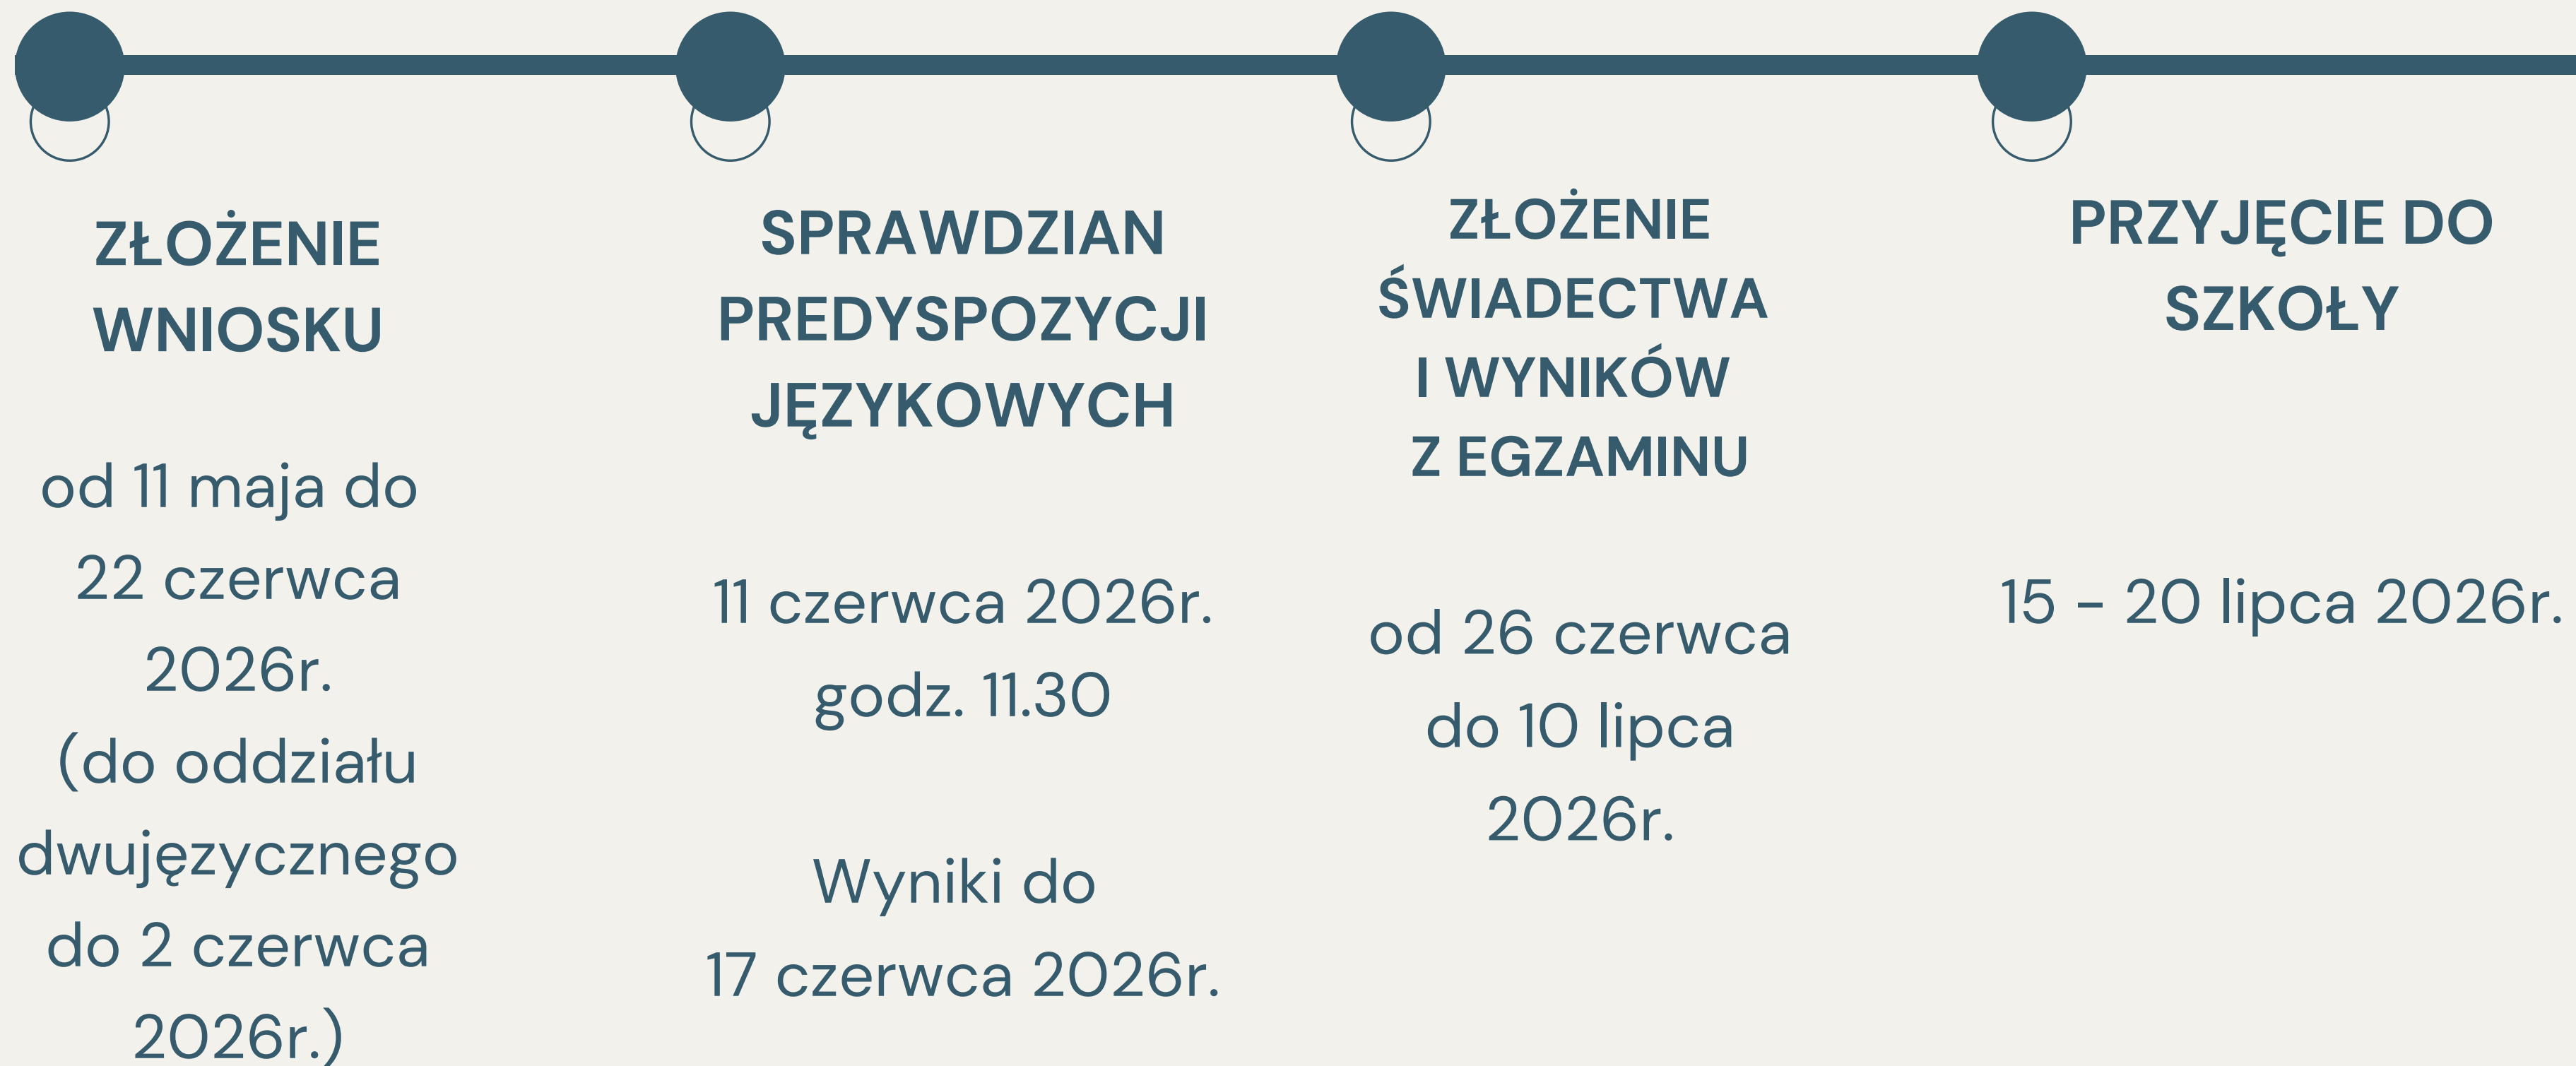 ZŁOŻENIE
WNIOSKU
od 11 maja do
22 czerwca
2026r.
(do oddziału
dwujęzycznego
do 2 czerwca
2026r.)
SPRAWDZIAN
PREDYSPOZYCJI
JĘZYKOWYCH
11 czerwca 2026r.
godz. 11.30
Wyniki do
17 czerwca 2026r.
ZŁOŻENIE
ŚWIADECTWA
I WYNIKÓW
Z EGZAMINU
od 26 czerwca
do 10 lipca
2026r.
PRZYJĘCIE DO
SZKOŁY
15 - 20 lipca 2026r.